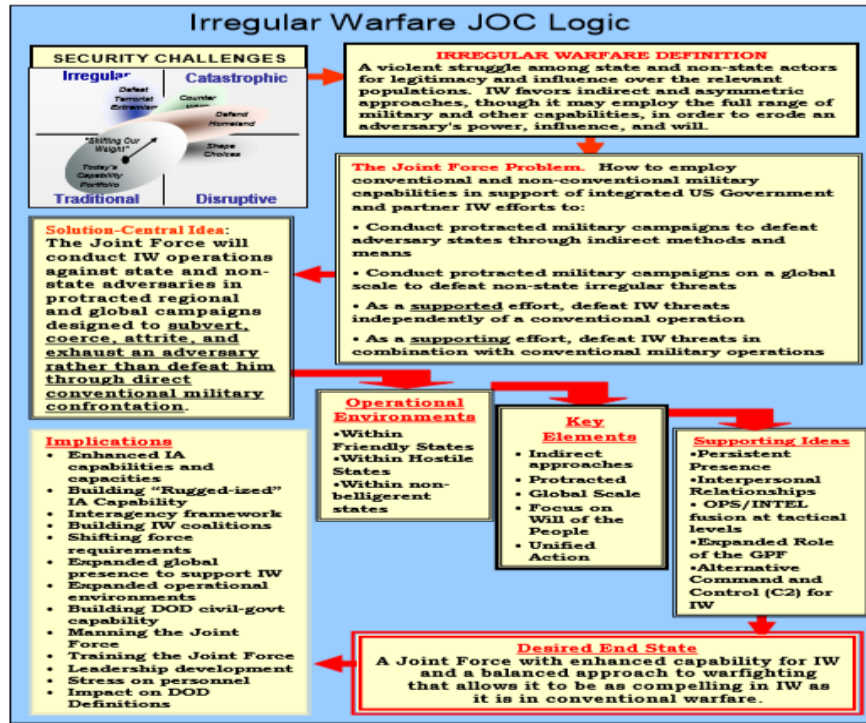 Irregular Warfare JOC Logic
SECURITY CHALLENGES
Irregular
Catastrophic
Defeat
Terrorist
Extremism
Counter
Defend
Homeland
"Shifting Our
Weight"
Shape
Choices
Today's
Capability
Portfolio
Traditional
Disruptive
IRREGULAR WARFARE DEFINITION
A violent struggle among state and non-state actors
for legitimacy and influence over the relevant
populations.  IW favors indirect and asymmetric
approaches, though it may employ the full range of
military and other capabilities, in order to erode an
adversary's power, influence, and will.
The Joint Force Problem.  How to employ
conventional and non-conventional military
capabilities in support of integrated US Government
and partner IW efforts to:
• Conduct protracted military campaigns to defeat
adversary states through indirect methods and
means
• Conduct protracted military campaigns on a global
scale to defeat non-state irregular threats
• As a supported effort, defeat IW threats
independently of a conventional operation
• As a supporting effort, defeat IW threats in
combination with conventional military operations
Solution-Central Idea:
The Joint Force will
conduct IW operations
against state and non-
state adversaries in
protracted regional
and global campaigns
designed to subvert,
coerce, attrite, and
exhaust an adversary
rather than defeat him
through direct
conventional military
confrontation.
Operational
Environments
•Within
Friendly States
•Within Hostile
States
•Within non-
belligerent
states
Key
Elements
• Indirect
approaches
• Protracted
• Global Scale
• Focus on
Will of the
People
• Unified
Action
Supporting Ideas
•Persistent
Presence
•Interpersonal
Relationships
• OPS/INTEL
fusion at tactical
levels
•Expanded Role
of the GPF
•Alternative
Command and
Control (C2) for
IW
Implications
• Enhanced IA
capabilities and
capacities
• Building "Rugged-ized"
IA Capability
• Interagency framework
• Building IW coalitions
• Shifting force
requirements
• Expanded global
presence to support IW
• Expanded operational
environments
• Building DOD civil-govt
capability
• Manning the Joint
Force
• Training the Joint Force
• Leadership development
• Stress on personnel
• Impact on DOD
Definitions
Desired End State
A Joint Force with enhanced capability for IW
and a balanced approach to warfighting
that allows it to be as compelling in IW as
it is in conventional warfare.